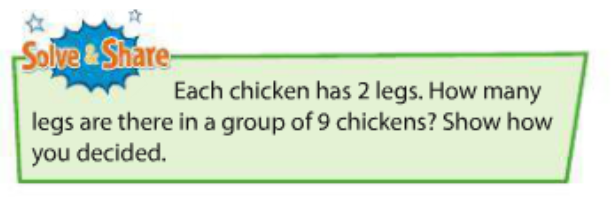 Solve & Share
Each chicken has 2 legs. How many
legs are there in a group of 9 chickens? Show how
you decided.